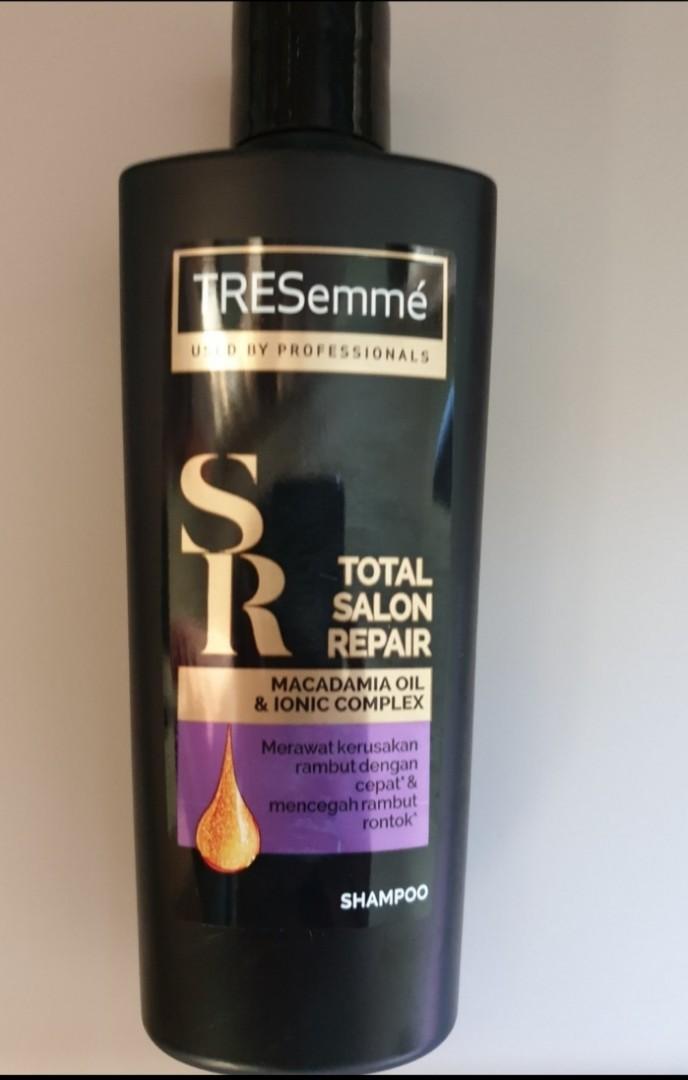 TRESemmé
USED BY PROFESSIONALS
SR
TOTAL
SALON
REPAIR
MACADAMIA OIL
& IONIC COMPLEX
Merawat kerusakan
rambut dengan
cepat* &
mencegah rambut
rontok^
SHAMPOO